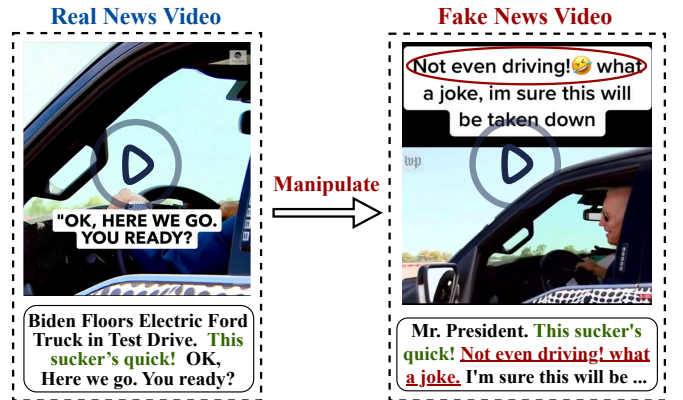 Real News Video
"OK, HERE WE GO.
YOU READY?
Biden Floors Electric Ford
Truck in Test Drive. This
sucker's quick! OK,
Here we go. You ready?
Manipulate
Fake News Video
Not even driving!🤣 what
a joke, im sure this will
be taken down
wp
Mr. President. This sucker's
quick! Not even driving! what
a joke. I'm sure this will be ...